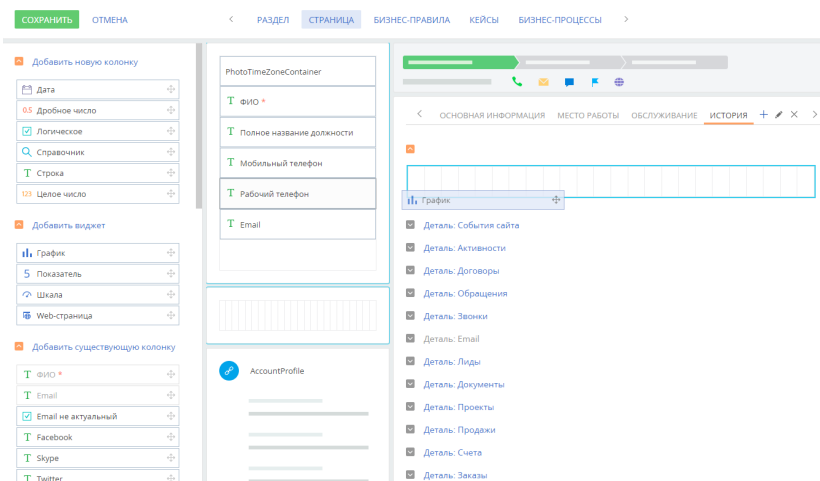 СОХРАНИТЬ ОТМЕНА РАЗДЕЛ СТРАНИЦА БИЗНЕС-ПРАВИЛА КЕЙСЫ БИЗНЕС-ПРОЦЕССЫ
Добавить новую колонку
Дата
0.5 Дробное число
Логическое
Справочник
T Строка
123 Целое число
Добавить виджет
График
5 Показатель
Шкала
Web-страница
Добавить существующую колонку
T ФИО *
T Email
Email не актуальный
T Facebook
T Skype
T Twitter
PhotoTimeZoneContainer
T ФИО *
T Полное название должности
T Мобильный телефон
T Рабочий телефон
T Email
AccountProfile
ОСНОВНАЯ ИНФОРМАЦИЯ МЕСТО РАБОТЫ ОБСЛУЖИВАНИЕ ИСТОРИЯ
График
Деталь: События сайта
Деталь: Активности
Деталь: Договоры
Деталь: Обращения
Деталь: Звонки
Деталь: Email
Деталь: Лиды
Деталь: Документы
Деталь: Проекты
Деталь: Продажи
Деталь: Счета
Деталь: Заказы